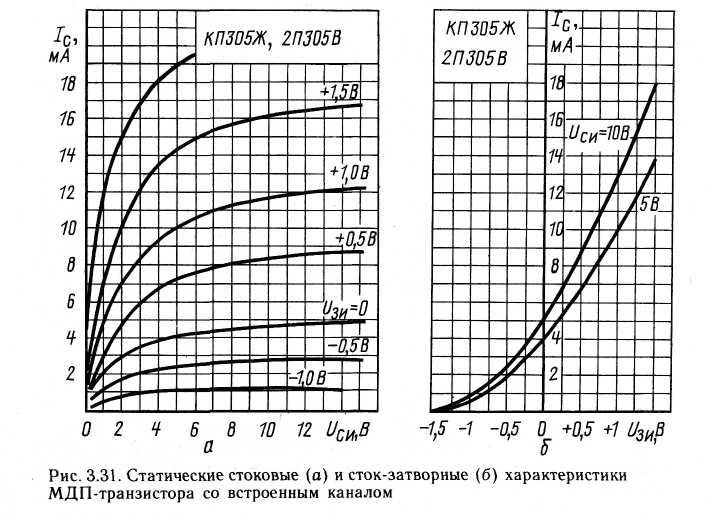 I_C,
мА
КП305Ж, 2П305В
18
16
14
12
10
8
6
4
2
+1,5В
+1,0В
+0,5В
U_ЗИ=0
−0,5В
−1,0В
0 2 4 6 8 10 12 U_СИ,В
а
КП305Ж
2П305В
I_C,
мА
18
16
U_СИ=10В
14
12
5В
10
8
6
4
2
−1,5 −1 −0,5 0 +0,5 +1 U_ЗИ,В
б
Рис. 3.31. Статические стоковые (а) и сток-затворные (б) характеристики
МДП-транзистора со встроенным каналом